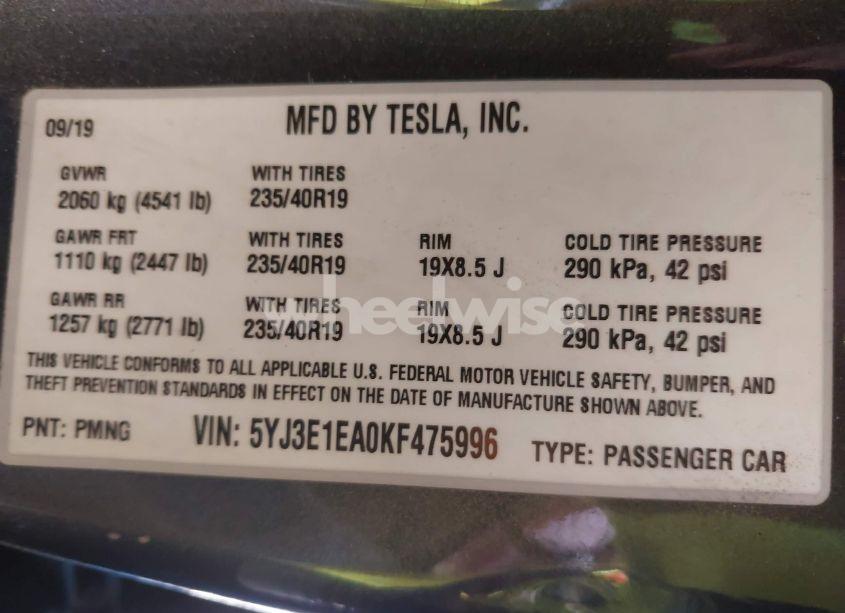 09/19 MFD BY TESLA, INC.
GVWR WITH TIRES
2060 kg (4541 lb) 235/40R19
GAWR FRT WITH TIRES RIM COLD TIRE PRESSURE
1110 kg (2447 lb) 235/40R19 19X8.5 J 290 kPa, 42 psi
GAWR RR WITH TIRES RIM COLD TIRE PRESSURE
1257 kg (2771 lb) 235/40R19 19X8.5 J 290 kPa, 42 psi
wheelwise
THIS VEHICLE CONFORMS TO ALL APPLICABLE U.S. FEDERAL MOTOR VEHICLE SAFETY, BUMPER, AND
THEFT PREVENTION STANDARDS IN EFFECT ON THE DATE OF MANUFACTURE SHOWN ABOVE.
PNT: PMNG VIN: 5YJ3E1EA0KF475996 TYPE: PASSENGER CAR